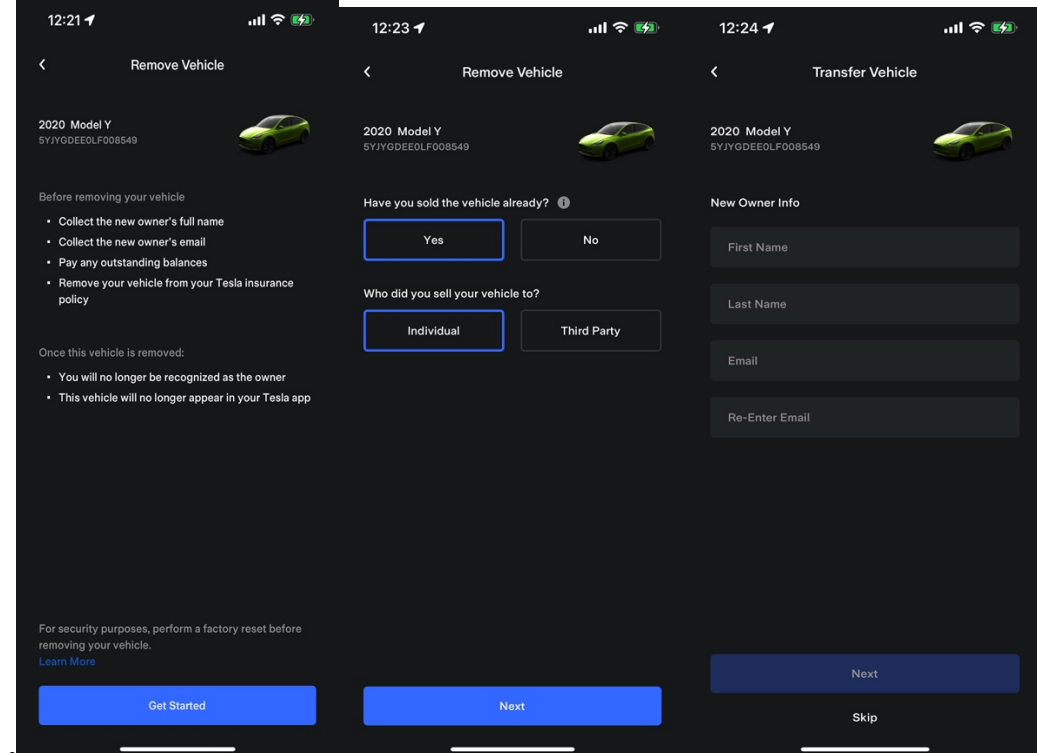 12:21
Remove Vehicle
2020 Model Y
5YJYGDEE0LF008549
Before removing your vehicle
• Collect the new owner's full name
• Collect the new owner's email
• Pay any outstanding balances
• Remove your vehicle from your Tesla insurance
policy
Once this vehicle is removed:
• You will no longer be recognized as the owner
• This vehicle will no longer appear in your Tesla app
For security purposes, perform a factory reset before
removing your vehicle.
Learn More
Get Started
12:23
Remove Vehicle
2020 Model Y
5YJYGDEE0LF008549
Have you sold the vehicle already?
Yes
No
Who did you sell your vehicle to?
Individual
Third Party
Next
12:24
Transfer Vehicle
2020 Model Y
5YJYGDEE0LF008549
New Owner Info
First Name
Last Name
Email
Re-Enter Email
Next
Skip